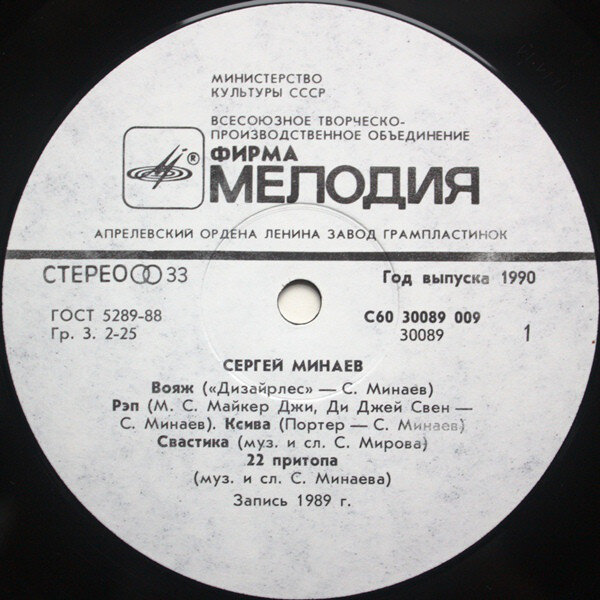 МИНИСТЕРСТВО
КУЛЬТУРЫ СССР
ВСЕСОЮЗНОЕ ТВОРЧЕСКО-
ПРОИЗВОДСТВЕННОЕ ОБЪЕДИНЕНИЕ
® ФИРМА
МЕЛОДИЯ
АПРЕЛЕВСКИЙ ОРДЕНА ЛЕНИНА ЗАВОД ГРАМПЛАСТИНОК
СТЕРЕО 33
Год выпуска 1990
ГОСТ 5289-88
С60 30089 009
Гр. 3. 2-25
30089
1
СЕРГЕЙ МИНАЕВ
Вояж («Дизайрлес» — С. Минаев)
Рэп (М. С. Майкер Джи, Ди Джей Свен —
С. Минаев). Ксива (Портер — С. Минаев)
Свастика (муз. и сл. С. Мирова)
22 притопа
(муз. и сл. С. Минаева)
Запись 1989 г.